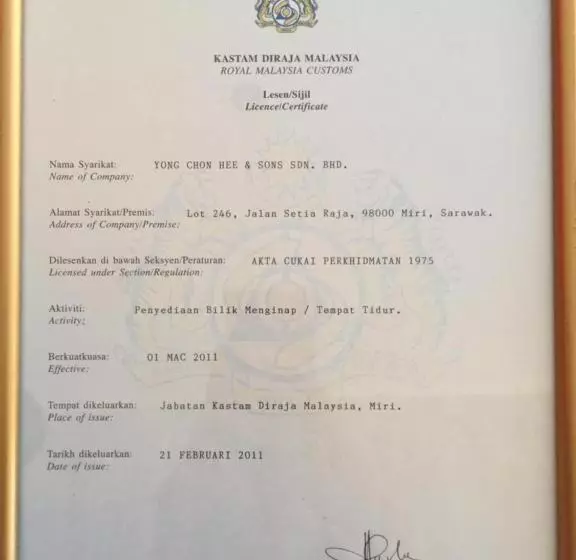 KASTAM DIRAJA MALAYSIA
ROYAL MALAYSIA CUSTOMS
Lesen/Sijil
Licence/Certificate
Nama Syarikat: YONG CHON HEE & SONS SDN. BHD.
Name of Company:
Alamat Syarikat/Premis: Lot 246, Jalan Setia Raja, 98000 Miri, Sarawak.
Address of Company/Premise:
Dilesenkan di bawah Seksyen/Peraturan: AKTA CUKAI PERKHIDMATAN 1975
Licensed under Section/Regulation:
Aktiviti: Penyediaan Bilik Menginap / Tempat Tidur.
Activity:
Berkuatkuasa: 01 MAC 2011
Effective:
Tempat dikeluarkan: Jabatan Kastam Diraja Malaysia, Miri.
Place of issue:
Tarikh dikeluarkan: 21 FEBRUARI 2011
Date of issue: